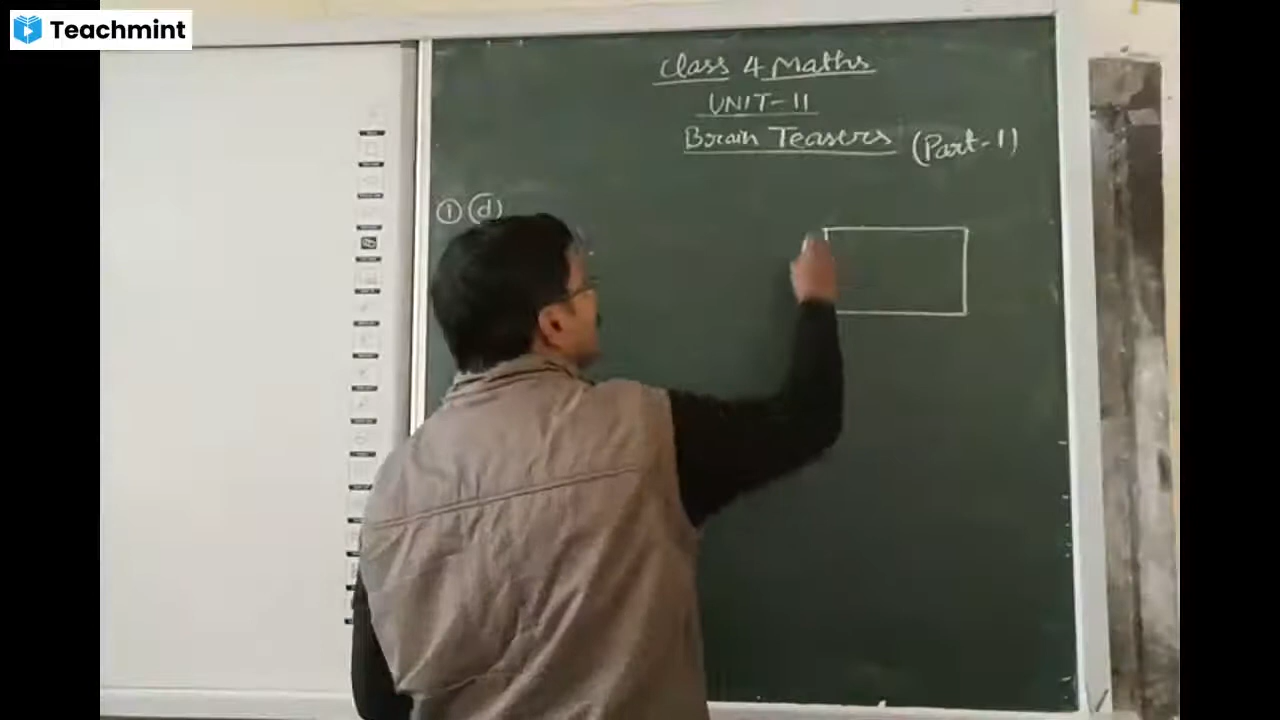 Teachmint
Class 4 Maths
UNIT-11
Brain Teasers (Part-1)
① ⓓ